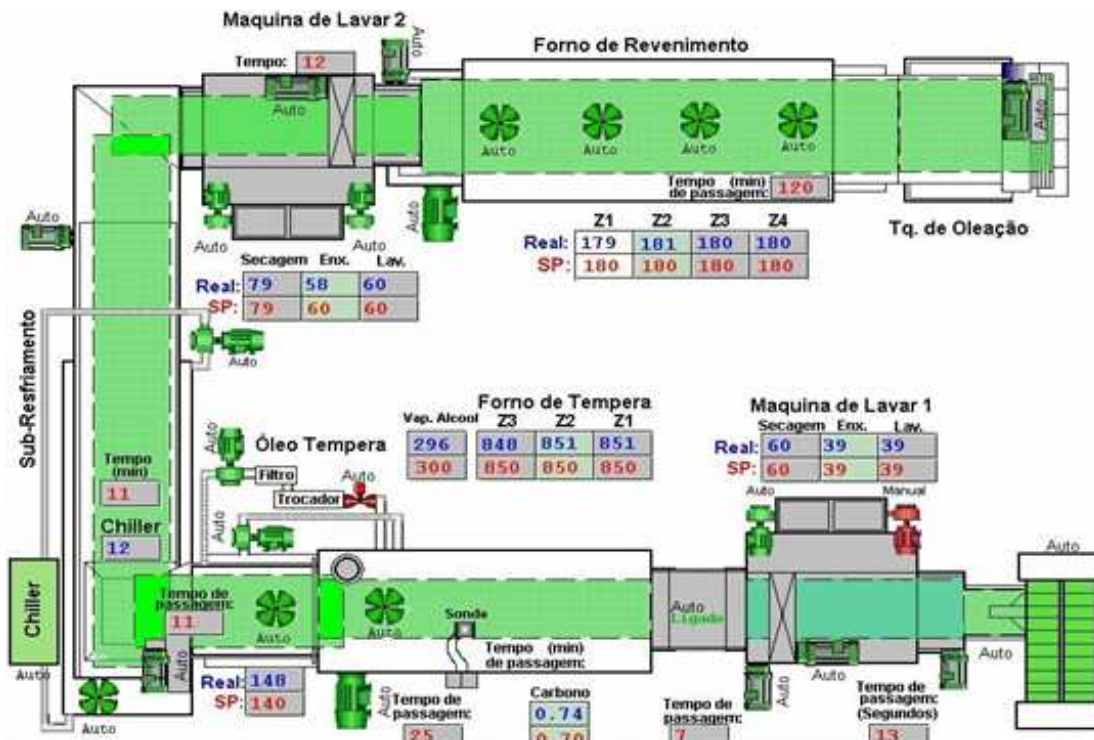 Maquina de Lavar 2
Auto
Tempo: 12
Forno de Revenimento
Auto
Auto
Auto Auto Auto Auto
Tempo (min)
de passagem: 120
Tq. de Oleação
Auto
Auto Auto
Z1 Z2 Z3 Z4
Real: 179 181 180 180
SP: 180 180 180 180
Secagem Enx. Lav.
Real: 79 58 60
SP: 79 60 60
Auto
Sub-Resfriamento
Forno de Tempera
Vap. Alcool Z3 Z2 Z1
296 848 851 851
300 850 850 850
Maquina de Lavar 1
Secagem Enx. Lav.
Real: 60 39 39
SP: 60 39 39
Auto
Óleo Tempera
Filtro
Trocador
Auto
Auto
Tempo
(min)
11
Chiller
12
Auto
Manual
Auto
Chiller
Auto
Tempo de
passagem:
11
Auto
Auto
Sonda
Auto
Ligado
Tempo (min)
de passagem:
Auto
Auto
Auto
Auto
Real: 148
SP: 140
Auto
Auto
Auto
Tempo de
passagem:
25
Carbono
0.74
0.70
Tempo de
passagem:
7
Tempo de
passagem:
(Segundos)
13